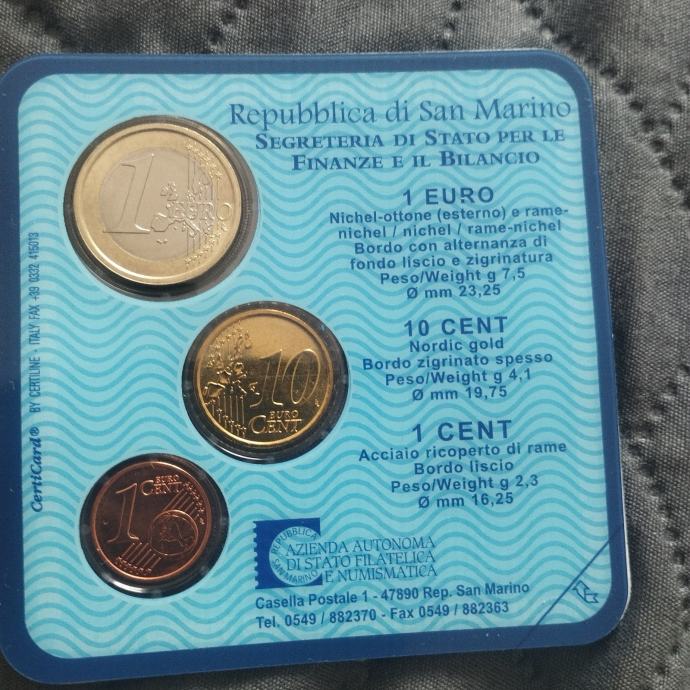 Repubblica di San Marino
SEGRETERIA DI STATO PER LE
FINANZE E IL BILANCIO
1 EURO
Nichel-ottone (esterno) e rame-
nichel / nichel / rame-nichel
Bordo con alternanza di
fondo liscio e zigrinatura
Peso/Weight g 7,5
Ø mm 23,25
10 CENT
Nordic gold
Bordo zigrinato spesso
Peso/Weight g 4,1
Ø mm 19,75
1 CENT
Acciaio ricoperto di rame
Bordo liscio
Peso/Weight g 2,3
Ø mm 16,25
REPUBBLICA
SAN MARINO
AZIENDA AUTONOMA
DI STATO FILATELICA
E NUMISMATICA
Casella Postale 1 - 47890 Rep. San Marino
Tel. 0549 / 882370 - Fax 0549 / 882363
CertiCard® BY CERTILINE - ITALY FAX +39 0332 415013
1 EURO
10 EURO
CENT
1 EURO
CENT